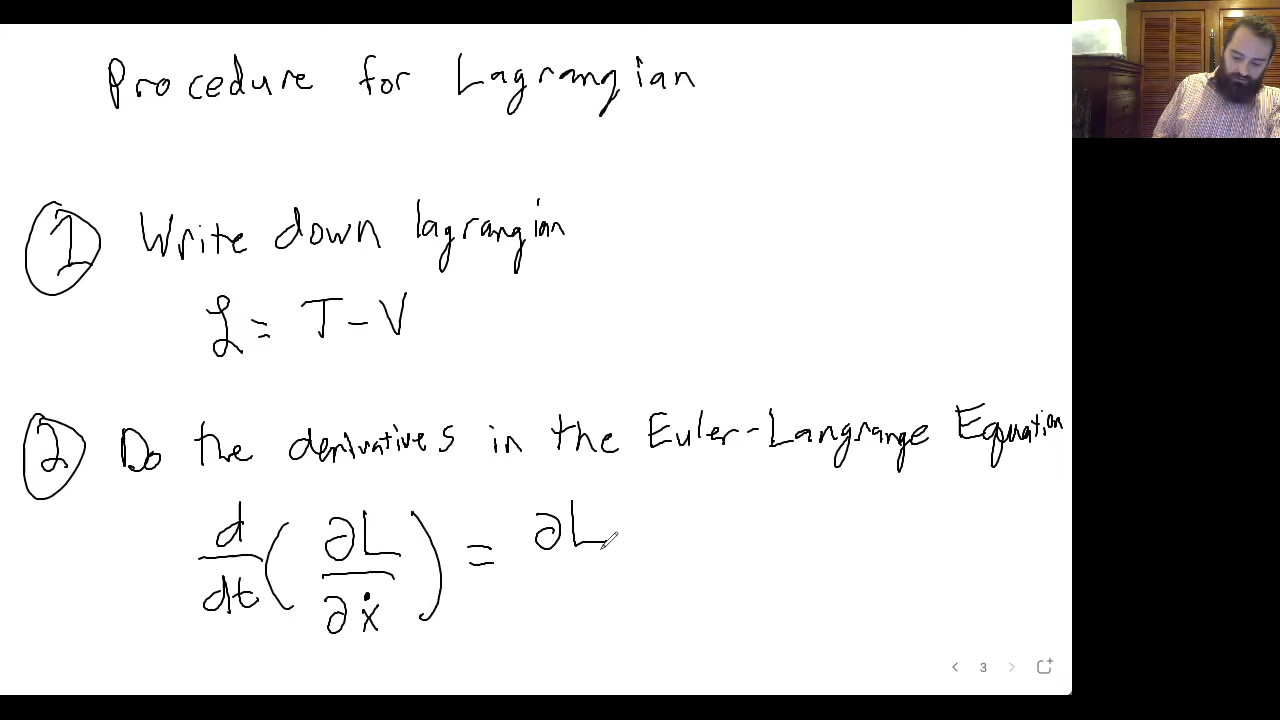 Procedure for Lagrangian
1 Write down lagrangian
ℒ = T - V
2 Do the derivatives in the Euler-Langrange Equation
d/dt ( ∂L/∂ẋ ) = ∂L
3